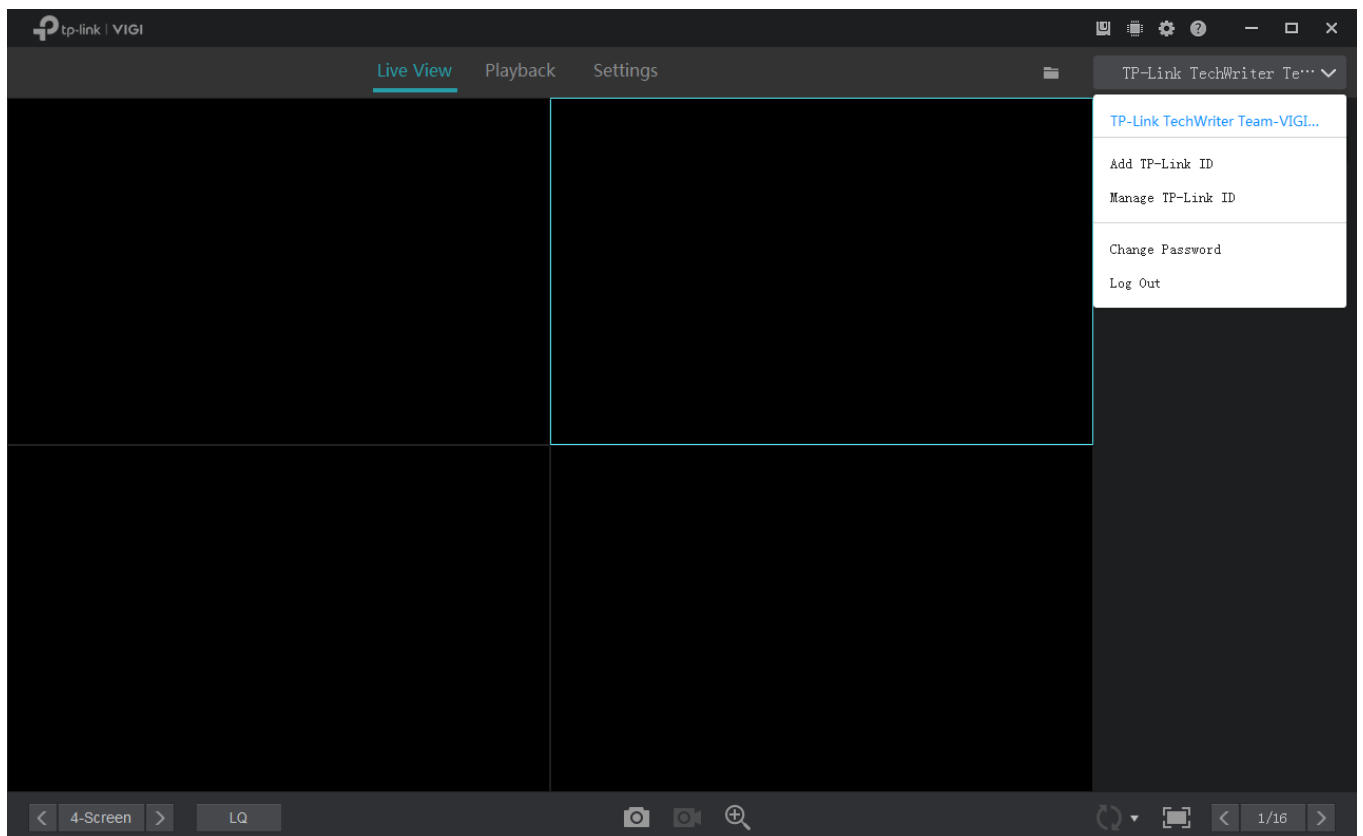 tp-link | VIGI
Live View Playback Settings
TP-Link TechWriter Te···
TP-Link TechWriter Team-VIGI...
Add TP-Link ID
Manage TP-Link ID
Change Password
Log Out
4-Screen LQ 1/16